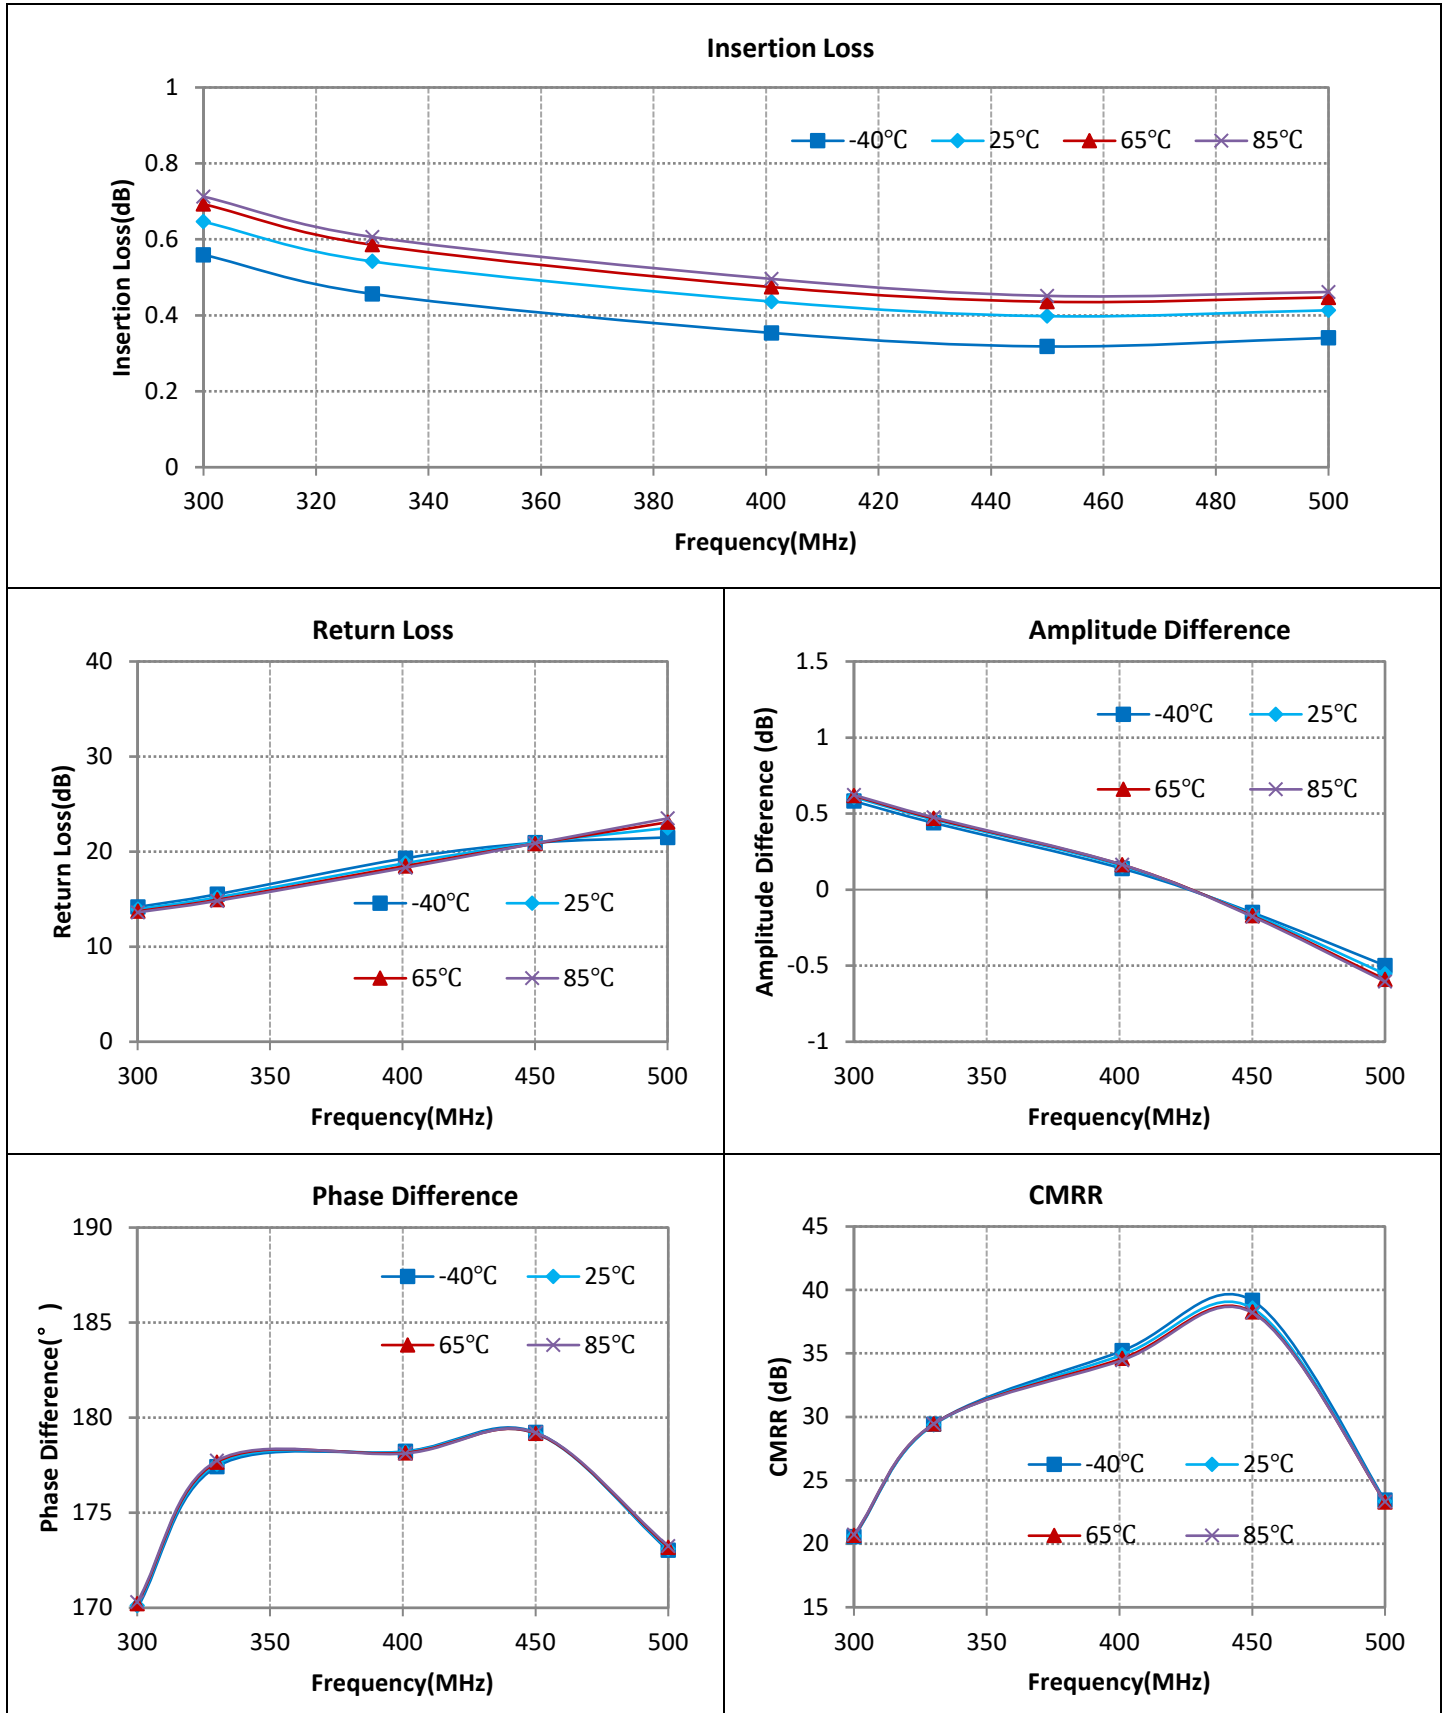 Insertion Loss
1
0.8
0.6
0.4
0.2
0
Insertion Loss(dB)
-40℃ 25℃ 65℃ 85℃
300 320 340 360 380 400 420 440 460 480 500
Frequency(MHz)
Return Loss
40
30
20
10
0
Return Loss(dB)
-40℃ 25℃
65℃ 85℃
300 350 400 450 500
Frequency(MHz)
Amplitude Difference
1.5
1
0.5
0
-0.5
-1
Amplitude Difference (dB)
-40℃ 25℃
65℃ 85℃
300 350 400 450 500
Frequency(MHz)
Phase Difference
190
185
180
175
170
Phase Difference(° )
-40℃ 25℃
65℃ 85℃
300 350 400 450 500
Frequency(MHz)
CMRR
45
40
35
30
25
20
15
CMRR (dB)
-40℃ 25℃
65℃ 85℃
300 350 400 450 500
Frequency(MHz)